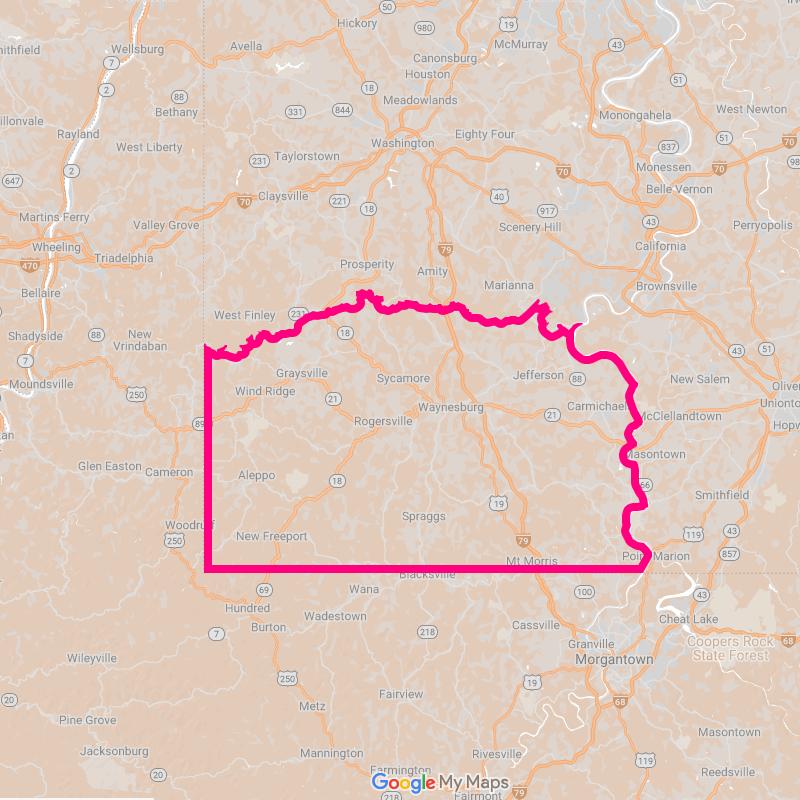 50
Hickory
980
19
McMurray
43
Smithfield
Wellsburg
Avella
Canonsburg
7
2
18
Houston
51
88
Bethany
331
844
Meadowlands
Monongahela
West Newton
Rayland
Washington
Eighty Four
51
70
West Liberty
837
2
231
Taylorstown
Monessen
70
70
647
Claysville
40
Belle Vernon
70
221
18
917
Martins Ferry
Valley Grove
Scenery Hill
43
Perryopolis
Wheeling
79
California
470
Triadelphia
Prosperity
Amity
Bellaire
Marianna
Brownsville
West Finley
231
Shadyside
88
New
Vrindaban
18
43
51
7
Graysville
Sycamore
Jefferson
88
New Salem
Moundsville
250
Wind Ridge
21
Waynesburg
21
Carmichael
McClellandtown
Rogersville
Glen Easton
Cameron
Masontown
Aleppo
18
66
Smithfield
19
Spraggs
Woodruff
250
New Freeport
79
119
43
857
Mt Morris
Point Marion
Blacksville
69
Wana
100
43
Hundred
Wadestown
Cheat Lake
Burton
7
218
Cassville
Granville
Coopers Rock
State Forest
68
Wileyville
Morgantown
250
19
20
Fairview
68
Metz
Pine Grove
Masontown
Jacksonburg
Mannington
Rivesville
119
20
Farmington
Reedsville
Google My Maps
218
79
Fairmont